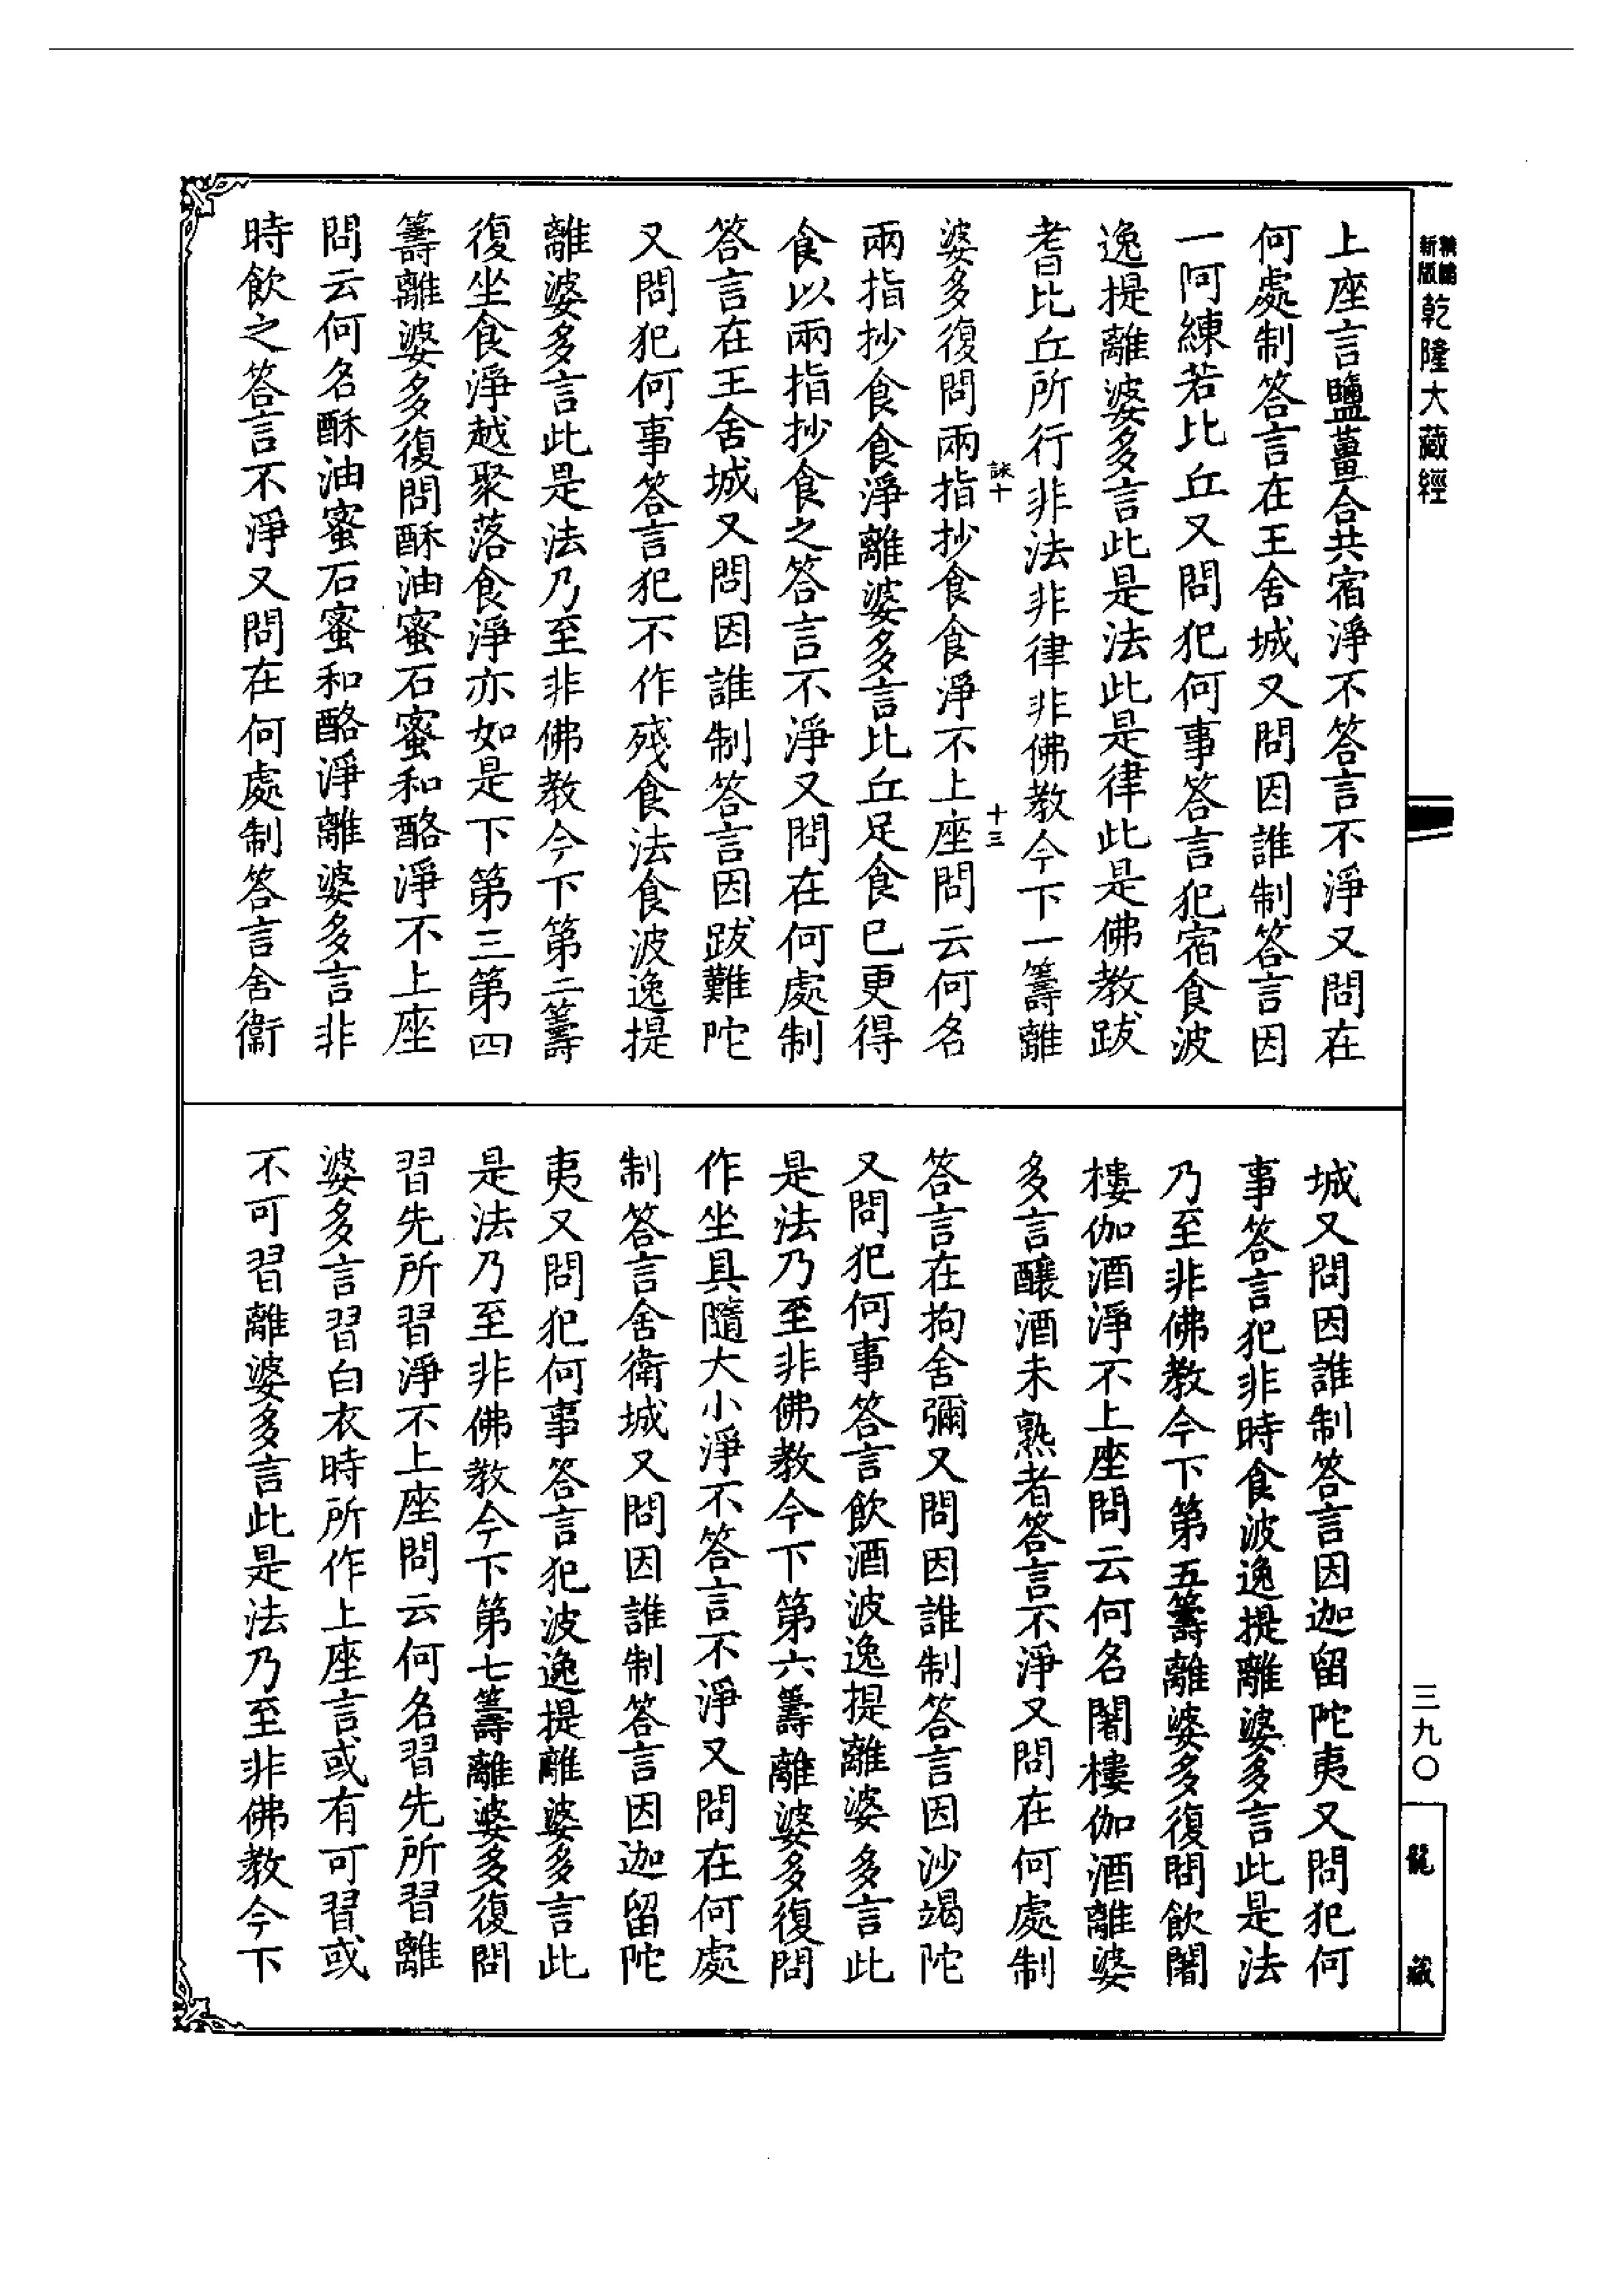 新版 乾隆大藏經
上座言鹽薑合共宿淨不答言不淨又問在
何處制答言在王舍城又問因誰制答言因
一阿練若比丘又問犯何事答言犯宿食波
逸提離婆多言此是法此是律此是佛教跋
耆比丘所行非法非律非佛教今下一籌離
十三
婆多復問兩指抄食食淨不上座問云何名
兩指抄食食淨離婆多言比丘足食已更得
食以兩指抄食之答言不淨又問在何處制
答言在王舍城又問因誰制答言因跋難陀
又問犯何事答言犯不作殘食法食波逸提
離婆多言此是法乃至非佛教今下第二籌
復坐食淨越聚落食淨亦如是下第三第四
籌離婆多復問酥油蜜石蜜和酪淨不上座
問云何名酥油蜜石蜜和酪淨離婆多言非
時飲之答言不淨又問在何處制答言舍衞
城又問因誰制答言因迦留陀夷又問犯何
事答言犯非時食波逸提離婆多言此是法
乃至非佛教今下第五籌離婆多復問飲闍
樓伽酒淨不上座問云何名闍樓伽酒離婆
多言釀酒未熟者答言不淨又問在何處制
答言在拘舍彌又問因誰制答言因沙竭陀
又問犯何事答言飲酒波逸提離婆多言此
是法乃至非佛教今下第六籌離婆多復問
作坐具隨大小淨不答言不淨又問在何處
制答言舍衛城又問因誰制答言因迦留陀
夷又問犯何事答言犯波逸提離婆多言此
是法乃至非佛教今下第七籌離婆多復問
習先所習淨不上座問云何名習先所習離
婆多言習白衣時所作上座言或有可習或
不可習離婆多言此是法乃至非佛教今下
三九〇
龍藏